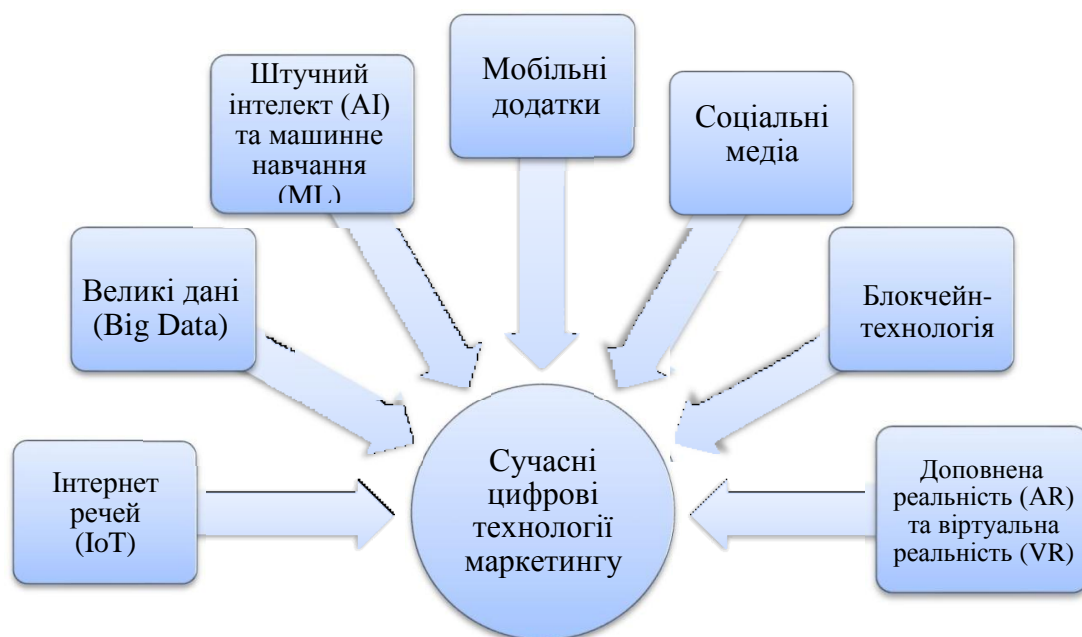 Штучний
інтелект (AI)
та машинне
навчання
(ML)
Мобільні
додатки
Соціальні
медіа
Великі дані
(Big Data)
Блокчейн-
технологія
Інтернет
речей
(IoT)
Сучасні
цифрові
технології
маркетингу
Доповнена
реальність (AR)
та віртуальна
реальність (VR)